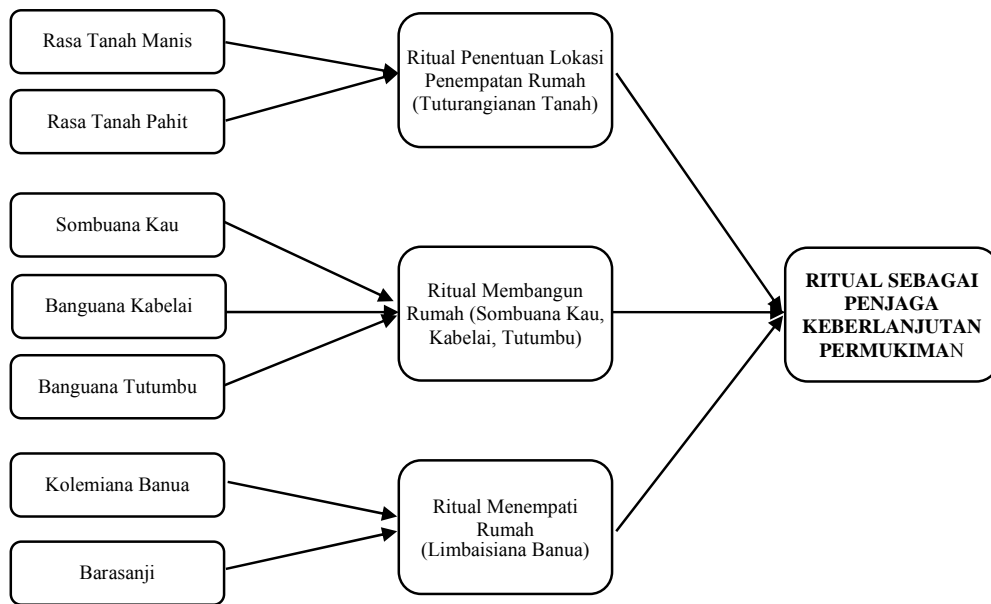 Rasa Tanah Manis
Rasa Tanah Pahit
Ritual Penentuan Lokasi
Penempatan Rumah
(Tuturangianan Tanah)
Sombuana Kau
Banguana Kabelai
Banguana Tutumbu
Ritual Membangun
Rumah (Sombuana Kau,
Kabelai, Tutumbu)
Kolemiana Banua
Barasanji
Ritual Menempati
Rumah
(Limbaisiana Banua)
RITUAL SEBAGAI
PENJAGA
KEBERLANJUTAN
PERMUKIMAN